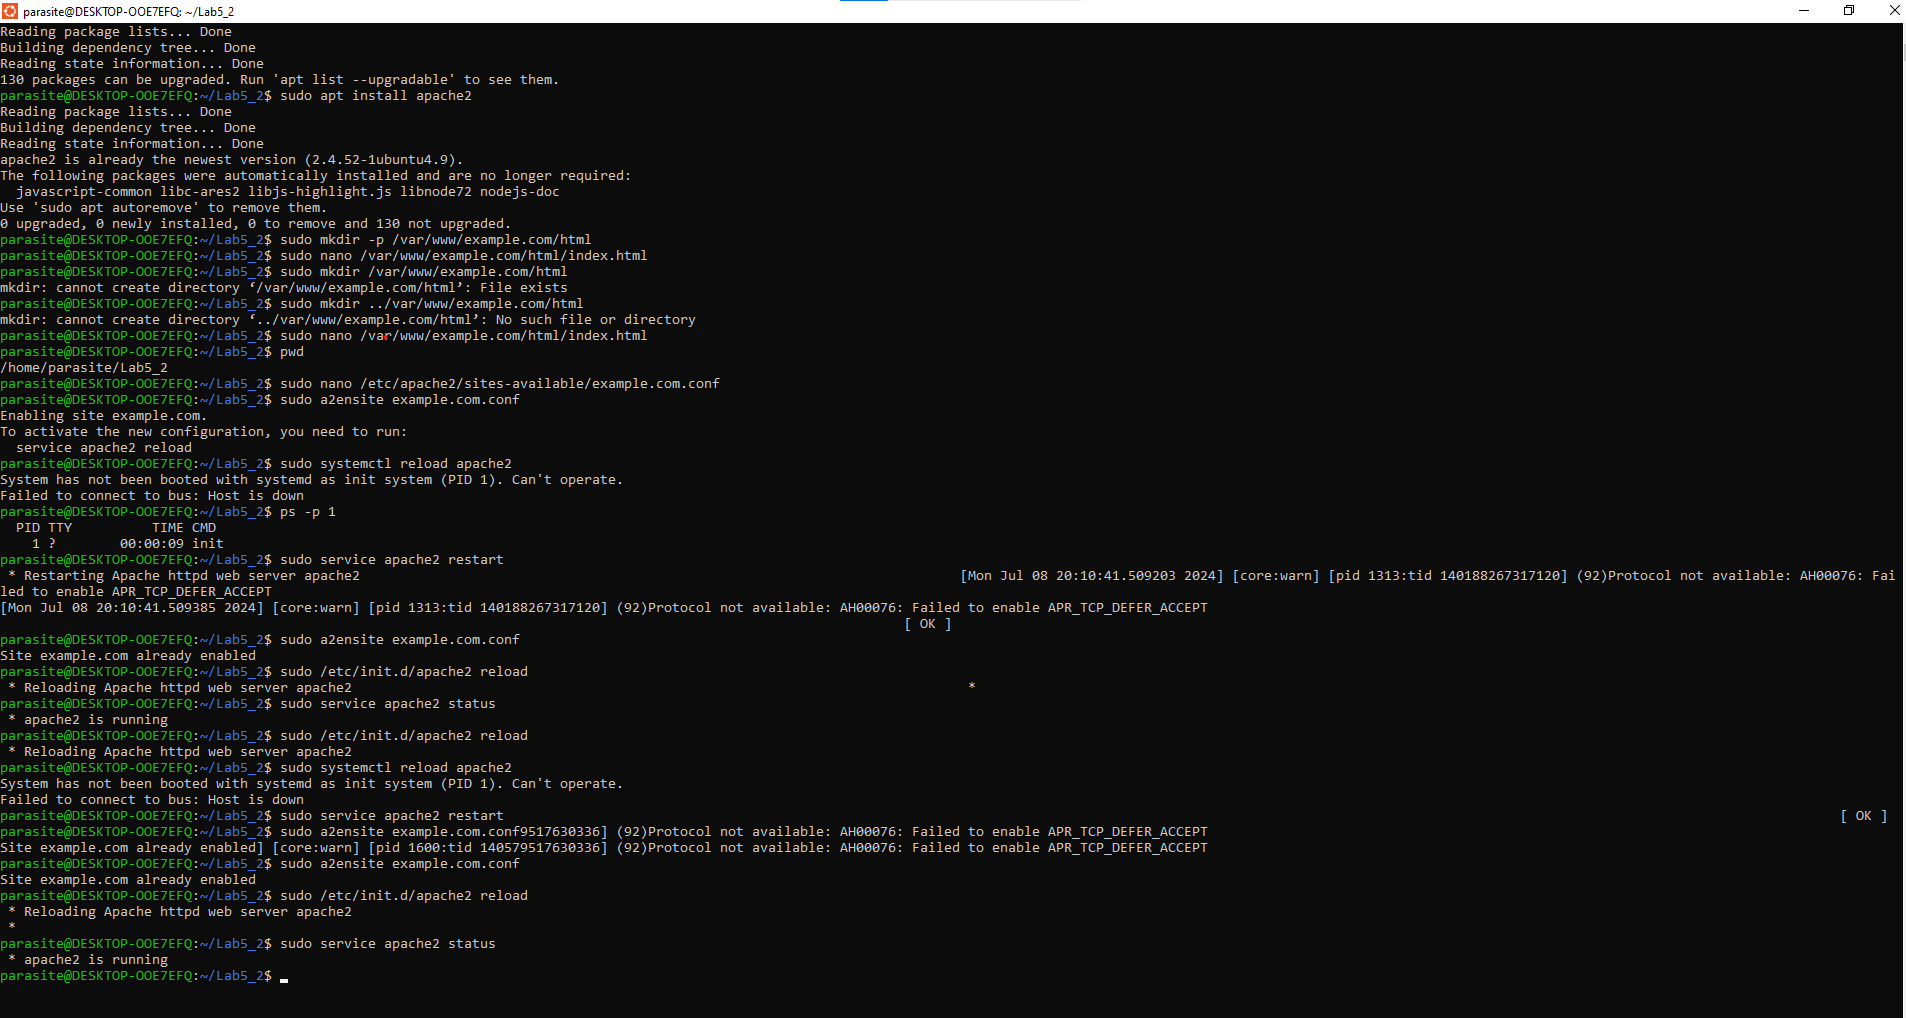 parasite@DESKTOP-OOE7EFQ: ~/Lab5_2
Reading package lists... Done
Building dependency tree... Done
Reading state information... Done
130 packages can be upgraded. Run 'apt list --upgradable' to see them.
parasite@DESKTOP-OOE7EFQ:~/Lab5_2$ sudo apt install apache2
Reading package lists... Done
Building dependency tree... Done
Reading state information... Done
apache2 is already the newest version (2.4.52-1ubuntu4.9).
The following packages were automatically installed and are no longer required:
  javascript-common libc-ares2 libjs-highlight.js libnode72 nodejs-doc
Use 'sudo apt autoremove' to remove them.
0 upgraded, 0 newly installed, 0 to remove and 130 not upgraded.
parasite@DESKTOP-OOE7EFQ:~/Lab5_2$ sudo mkdir -p /var/www/example.com/html
parasite@DESKTOP-OOE7EFQ:~/Lab5_2$ sudo nano /var/www/example.com/html/index.html
parasite@DESKTOP-OOE7EFQ:~/Lab5_2$ sudo mkdir /var/www/example.com/html
mkdir: cannot create directory ‘/var/www/example.com/html’: File exists
parasite@DESKTOP-OOE7EFQ:~/Lab5_2$ sudo mkdir ../var/www/example.com/html
mkdir: cannot create directory ‘../var/www/example.com/html’: No such file or directory
parasite@DESKTOP-OOE7EFQ:~/Lab5_2$ sudo nano /var/www/example.com/html/index.html
parasite@DESKTOP-OOE7EFQ:~/Lab5_2$ pwd
/home/parasite/Lab5_2
parasite@DESKTOP-OOE7EFQ:~/Lab5_2$ sudo nano /etc/apache2/sites-available/example.com.conf
parasite@DESKTOP-OOE7EFQ:~/Lab5_2$ sudo a2ensite example.com.conf
Enabling site example.com.
To activate the new configuration, you need to run:
  service apache2 reload
parasite@DESKTOP-OOE7EFQ:~/Lab5_2$ sudo systemctl reload apache2
System has not been booted with systemd as init system (PID 1). Can't operate.
Failed to connect to bus: Host is down
parasite@DESKTOP-OOE7EFQ:~/Lab5_2$ ps -p 1
  PID TTY          TIME CMD
    1 ?        00:00:09 init
parasite@DESKTOP-OOE7EFQ:~/Lab5_2$ sudo service apache2 restart
 * Restarting Apache httpd web server apache2 [Mon Jul 08 20:10:41.509203 2024] [core:warn] [pid 1313:tid 140188267317120] (92)Protocol not available: AH00076: Fai
led to enable APR_TCP_DEFER_ACCEPT
[Mon Jul 08 20:10:41.509385 2024] [core:warn] [pid 1313:tid 140188267317120] (92)Protocol not available: AH00076: Failed to enable APR_TCP_DEFER_ACCEPT
[ OK ]
parasite@DESKTOP-OOE7EFQ:~/Lab5_2$ sudo a2ensite example.com.conf
Site example.com already enabled
parasite@DESKTOP-OOE7EFQ:~/Lab5_2$ sudo /etc/init.d/apache2 reload
 * Reloading Apache httpd web server apache2 *
parasite@DESKTOP-OOE7EFQ:~/Lab5_2$ sudo service apache2 status
 * apache2 is running
parasite@DESKTOP-OOE7EFQ:~/Lab5_2$ sudo /etc/init.d/apache2 reload
 * Reloading Apache httpd web server apache2
parasite@DESKTOP-OOE7EFQ:~/Lab5_2$ sudo systemctl reload apache2
System has not been booted with systemd as init system (PID 1). Can't operate.
Failed to connect to bus: Host is down
parasite@DESKTOP-OOE7EFQ:~/Lab5_2$ sudo service apache2 restart [ OK ]
parasite@DESKTOP-OOE7EFQ:~/Lab5_2$ sudo a2ensite example.com.conf9517630336] (92)Protocol not available: AH00076: Failed to enable APR_TCP_DEFER_ACCEPT
Site example.com already enabled] [core:warn] [pid 1600:tid 140579517630336] (92)Protocol not available: AH00076: Failed to enable APR_TCP_DEFER_ACCEPT
parasite@DESKTOP-OOE7EFQ:~/Lab5_2$ sudo a2ensite example.com.conf
Site example.com already enabled
parasite@DESKTOP-OOE7EFQ:~/Lab5_2$ sudo /etc/init.d/apache2 reload
 * Reloading Apache httpd web server apache2
 *
parasite@DESKTOP-OOE7EFQ:~/Lab5_2$ sudo service apache2 status
 * apache2 is running
parasite@DESKTOP-OOE7EFQ:~/Lab5_2$